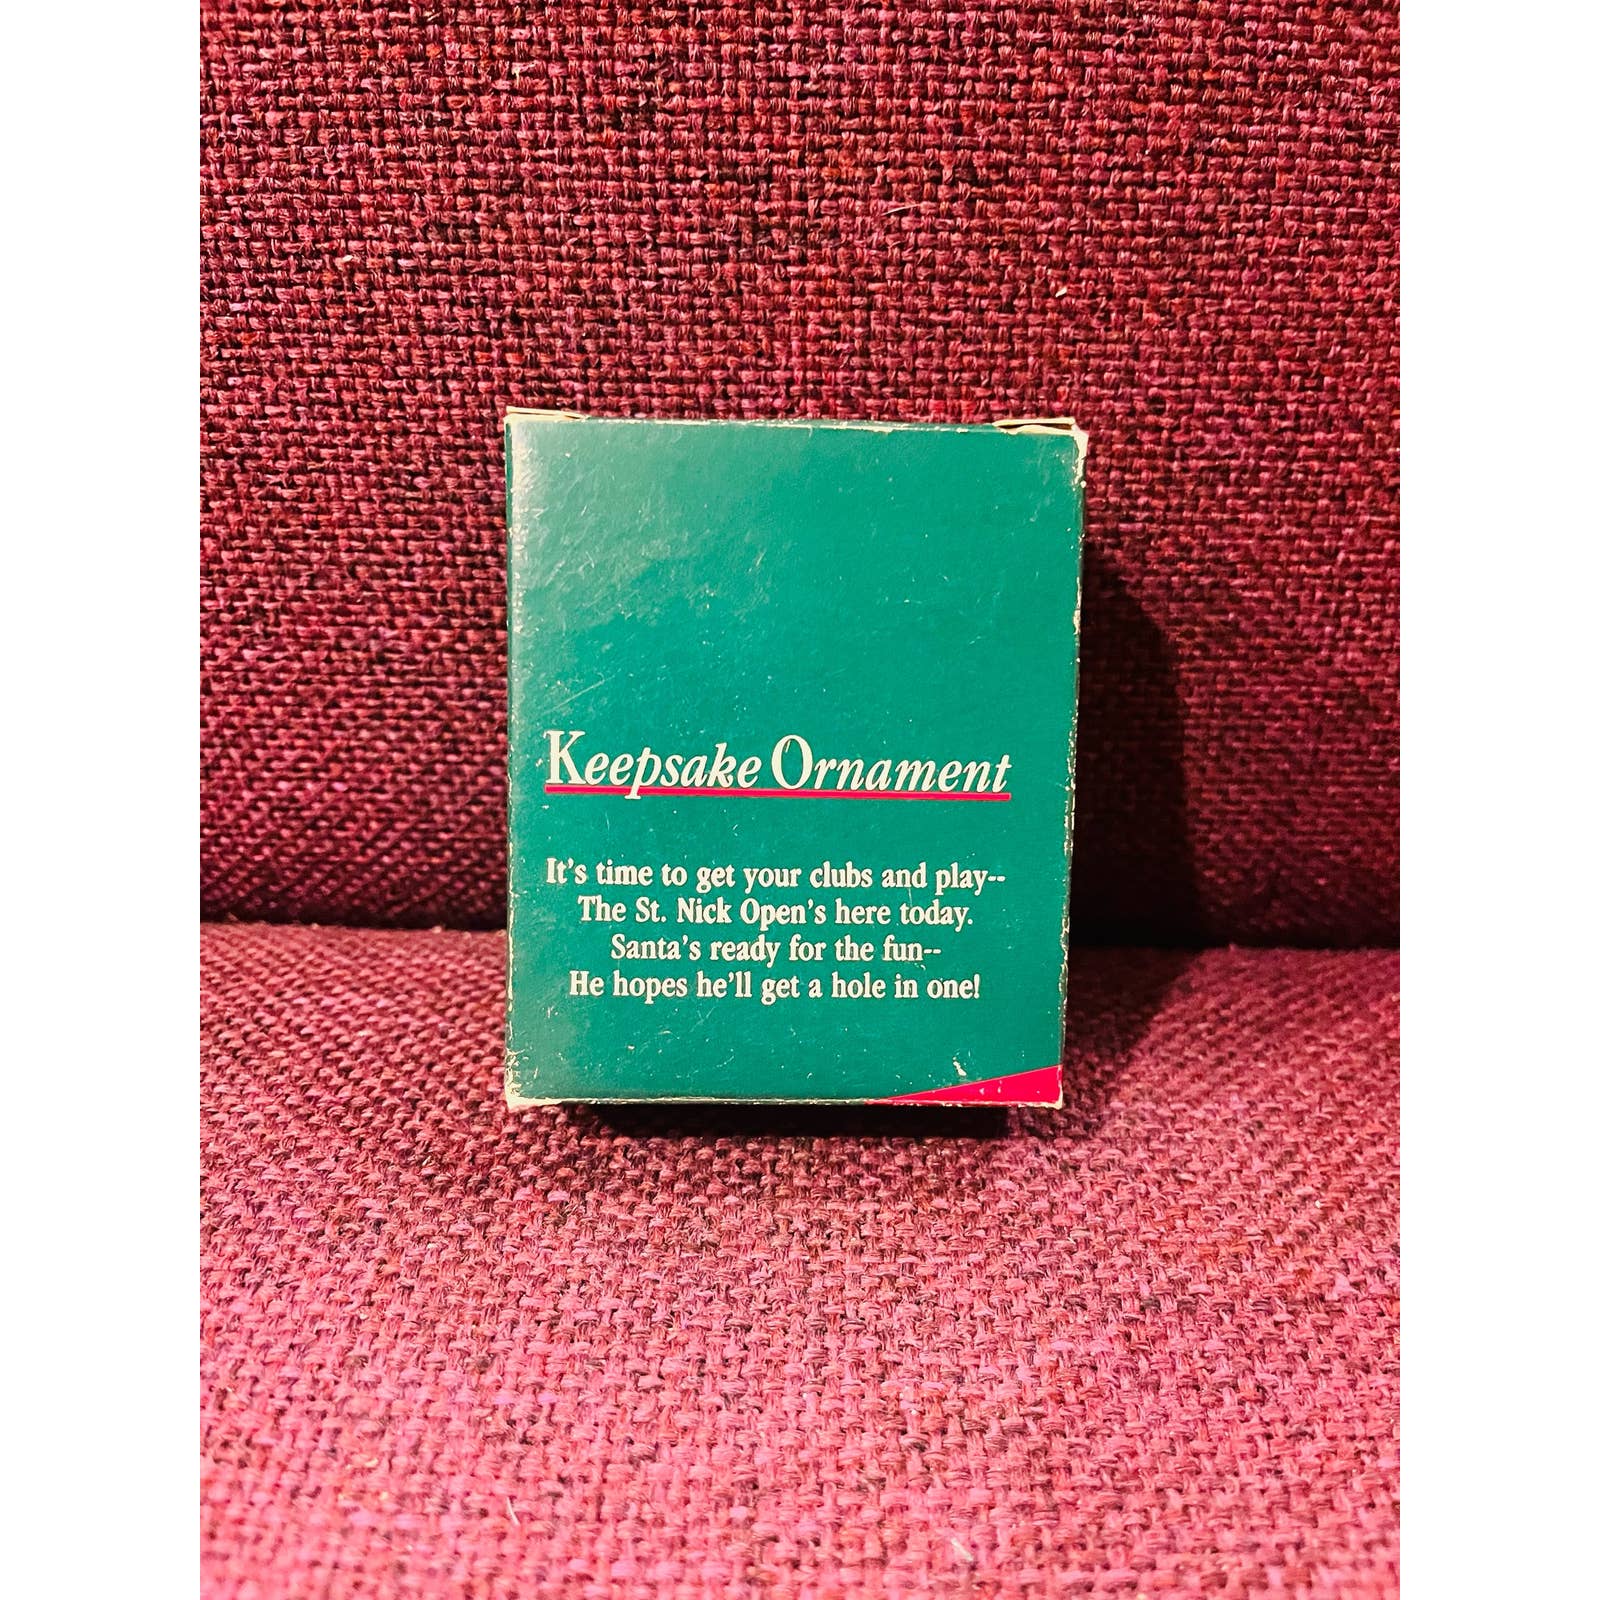 Keepsake Ornament
It's time to get your clubs and play--
The St. Nick Open's here today.
Santa's ready for the fun--
He hopes he'll get a hole in one!